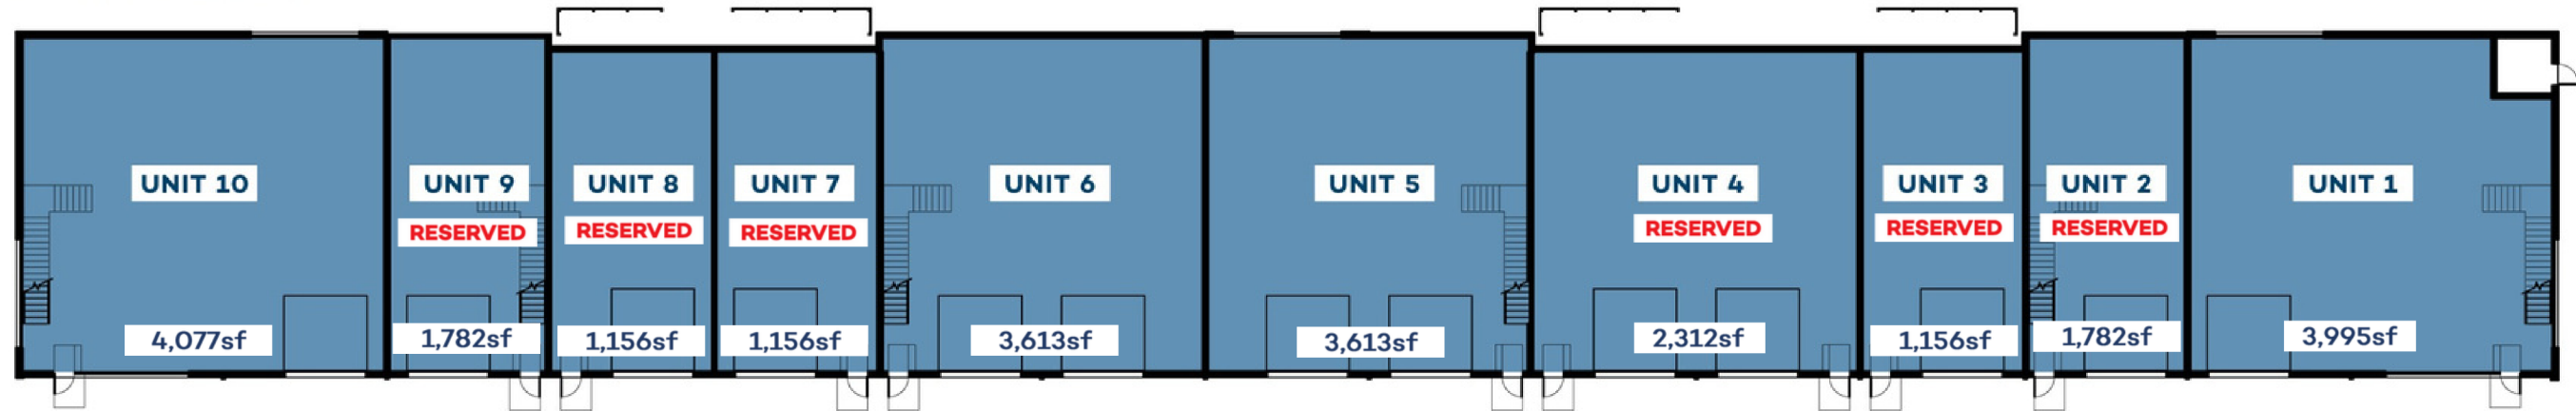 UNIT 10
UNIT 9
UNIT 8
UNIT 7
UNIT 6
UNIT 5
UNIT 4
UNIT 3
UNIT 2
UNIT 1
RESERVED
RESERVED
RESERVED
RESERVED
RESERVED
RESERVED
4,077sf
1,782sf
1,156sf
1,156sf
3,613sf
3,613sf
2,312sf
1,156sf
1,782sf
3,995sf